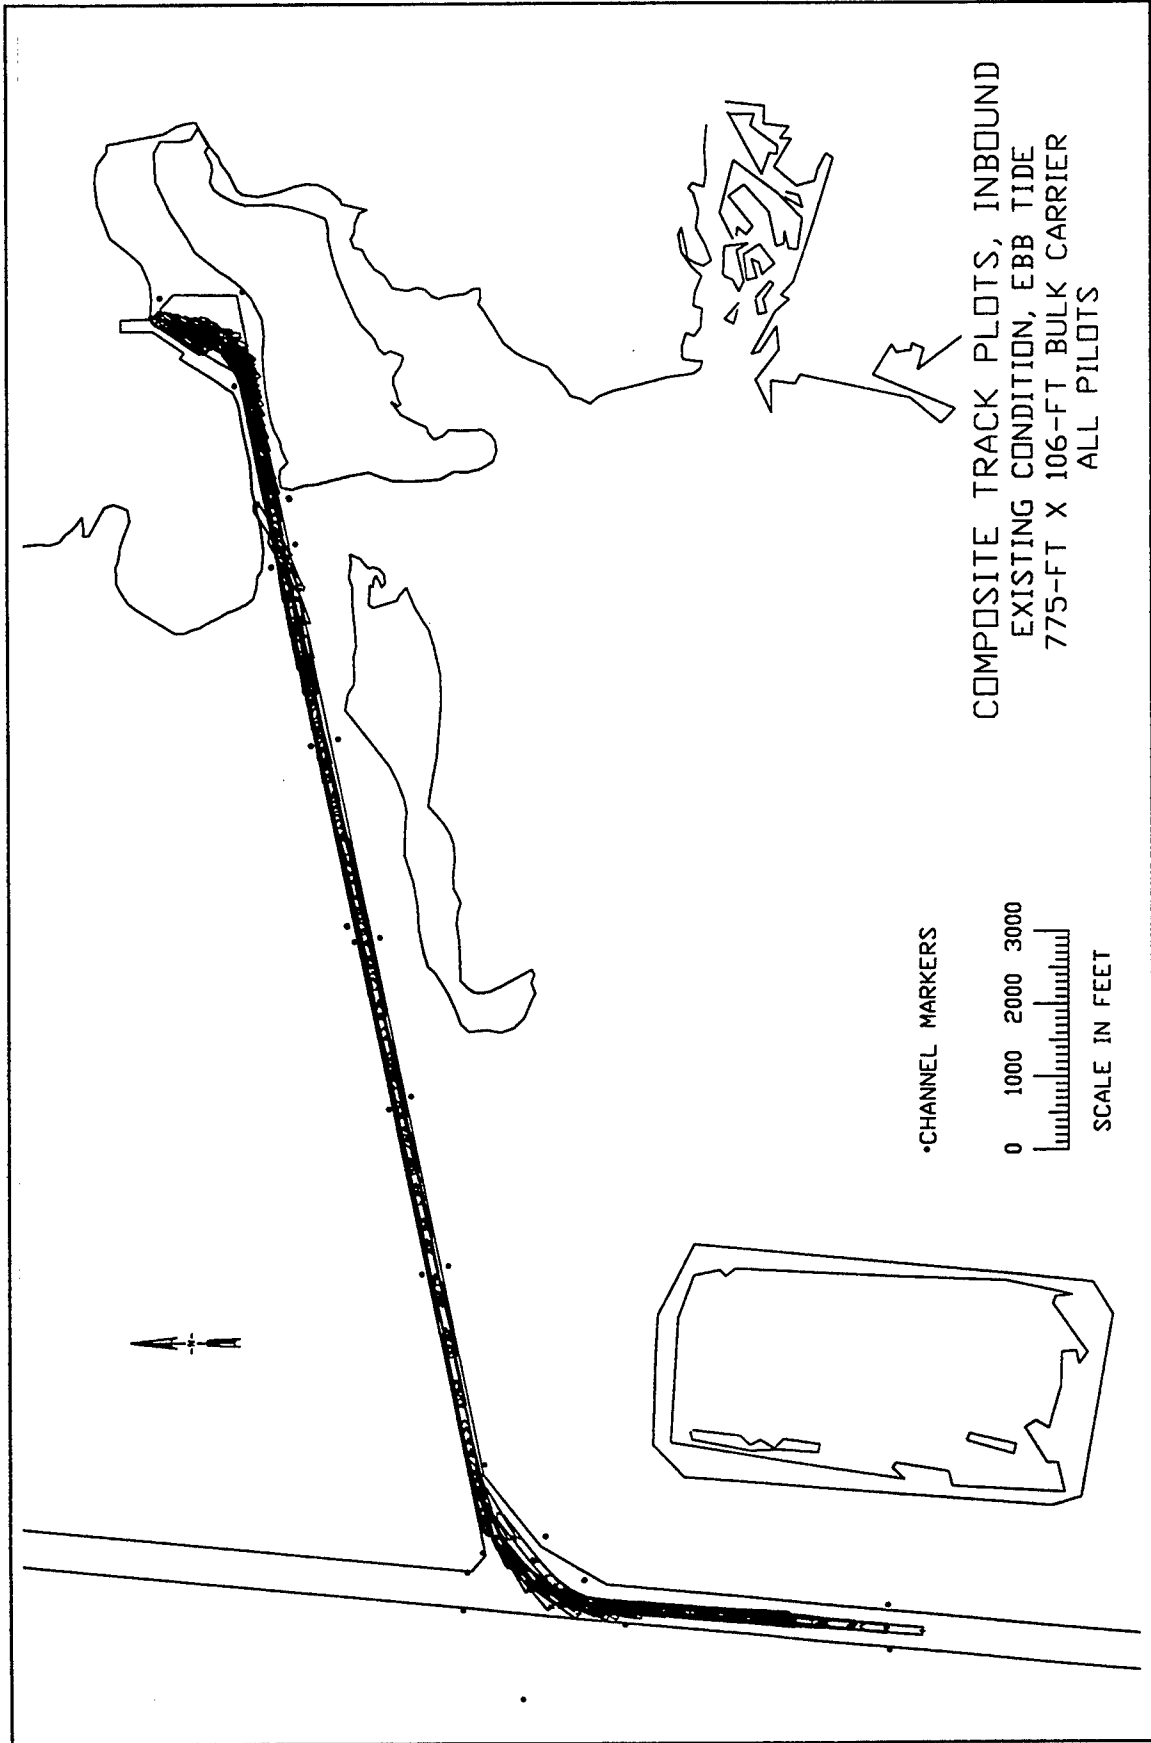 COMPOSITE TRACK PLOTS, INBOUND
EXISTING CONDITION, EBB TIDE
775-FT X 106-FT BULK CARRIER
ALL PILOTS
•CHANNEL MARKERS
0 1000 2000 3000
SCALE IN FEET
-N-